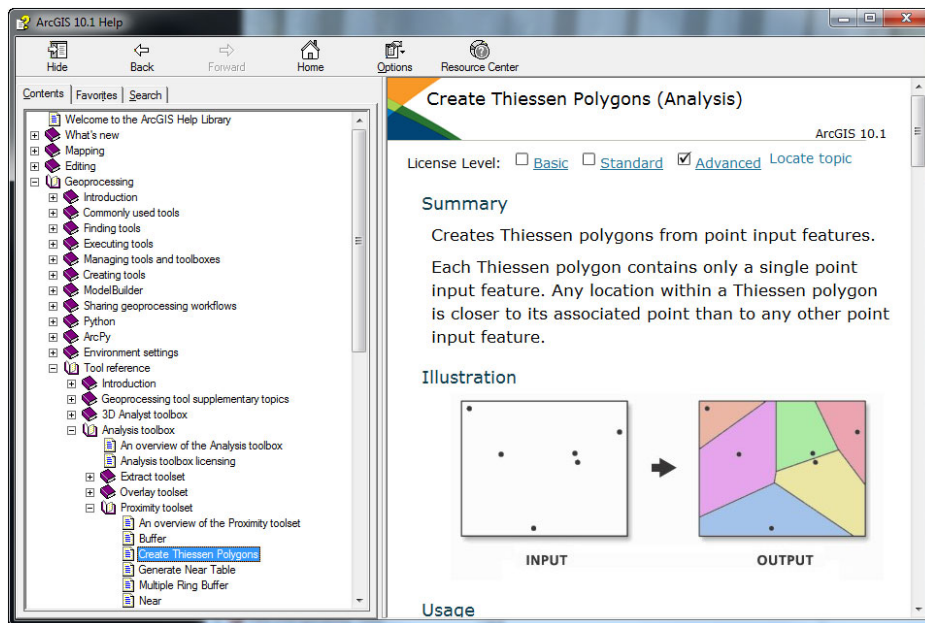 ArcGIS 10.1 Help
Hide Back Forward Home Options Resource Center
Contents Favorites Search
Welcome to the ArcGIS Help Library
What's new
Mapping
Editing
Geoprocessing
Introduction
Commonly used tools
Finding tools
Executing tools
Managing tools and toolboxes
Creating tools
ModelBuilder
Sharing geoprocessing workflows
Python
ArcPy
Environment settings
Tool reference
Introduction
Geoprocessing tool supplementary topics
3D Analyst toolbox
Analysis toolbox
An overview of the Analysis toolbox
Analysis toolbox licensing
Extract toolset
Overlay toolset
Proximity toolset
An overview of the Proximity toolset
Buffer
Create Thiessen Polygons
Generate Near Table
Multiple Ring Buffer
Near
Create Thiessen Polygons (Analysis)
ArcGIS 10.1
License Level: Basic Standard Advanced Locate topic
Summary
Creates Thiessen polygons from point input features.
Each Thiessen polygon contains only a single point
input feature. Any location within a Thiessen polygon
is closer to its associated point than to any other point
input feature.
Illustration
INPUT OUTPUT
Usage